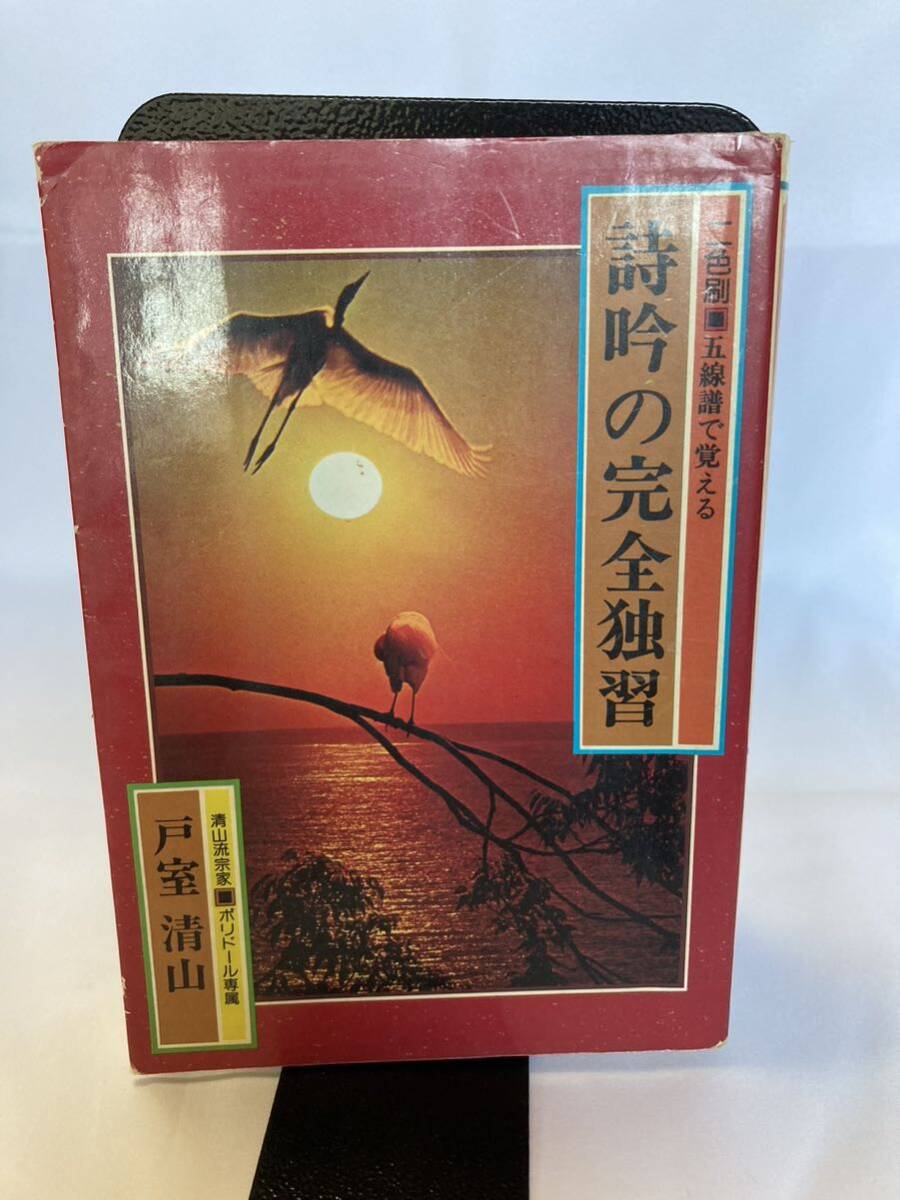 二色刷■五線譜で覚える
詩吟の完全独習
清山流宗家■ポリドール専属
戸室清山